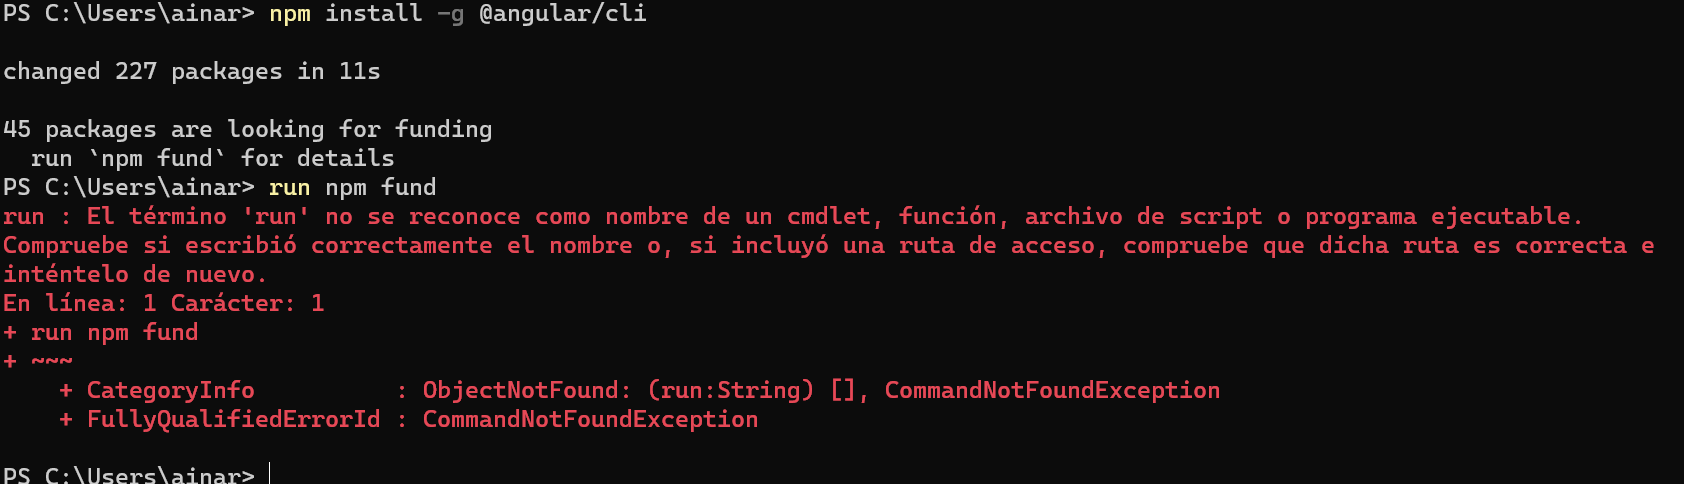 PS C:\Users\ainar> npm install -g @angular/cli
changed 227 packages in 11s
45 packages are looking for funding
  run `npm fund` for details
PS C:\Users\ainar> run npm fund
run : El término 'run' no se reconoce como nombre de un cmdlet, función, archivo de script o programa ejecutable.
Compruebe si escribió correctamente el nombre o, si incluyó una ruta de acceso, compruebe que dicha ruta es correcta e
inténtelo de nuevo.
En línea: 1 Carácter: 1
+ run npm fund
+ ~~~
    + CategoryInfo          : ObjectNotFound: (run:String) [], CommandNotFoundException
    + FullyQualifiedErrorId : CommandNotFoundException
PS C:\Users\ainar>